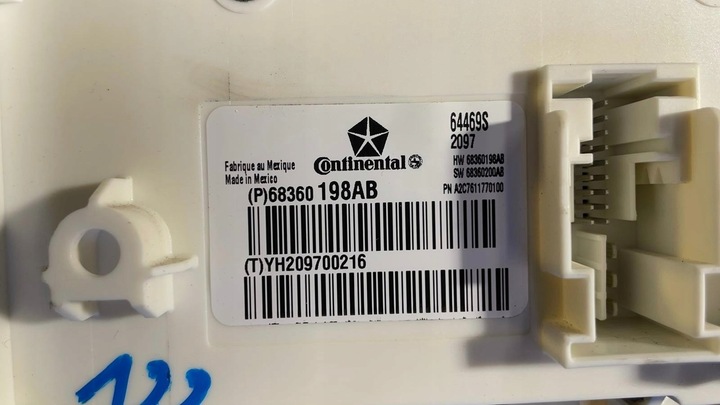 64469S
2097
Continental
HW 68360198AB
SW 68360200AB
PN A2C7611770100
Fabrique au Mexique
Made in Mexico
(P)68360 198AB
(T)YH209700216